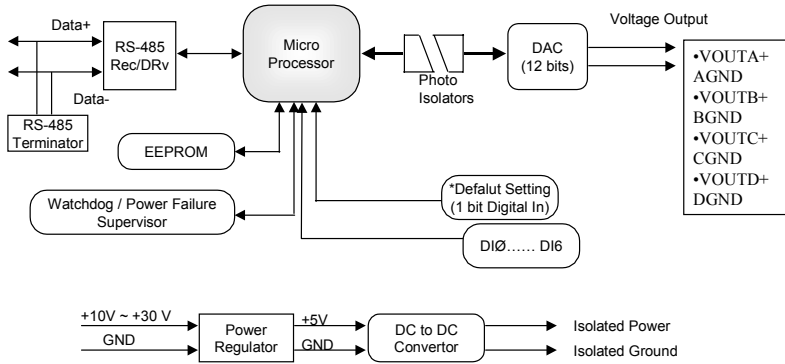 Data+
RS-485
Rec/DRv
Data-
RS-485
Terminator
Micro
Processor
Photo
Isolators
DAC
(12 bits)
Voltage Output
•VOUTA+
AGND
•VOUTB+
BGND
•VOUTC+
CGND
•VOUTD+
DGND
EEPROM
Watchdog / Power Failure
Supervisor
*Defalut Setting
(1 bit Digital In)
DIØ...... DI6
+10V ~ +30 V
GND
Power
Regulator
+5V
GND
DC to DC
Convertor
Isolated Power
Isolated Ground